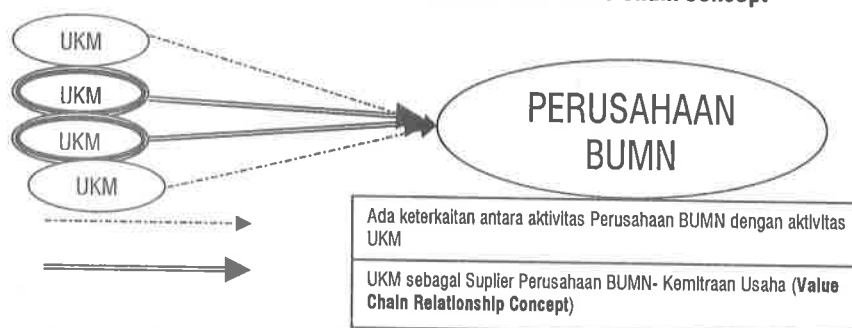 Concept
UKM
UKM
UKM
UKM
PERUSAHAAN
BUMN
Ada keterkaitan antara aktivitas Perusahaan BUMN dengan aktivitas
UKM
UKM sebagai Suplier Perusahaan BUMN- Kemitraan Usaha (Value
Chain Relationship Concept)